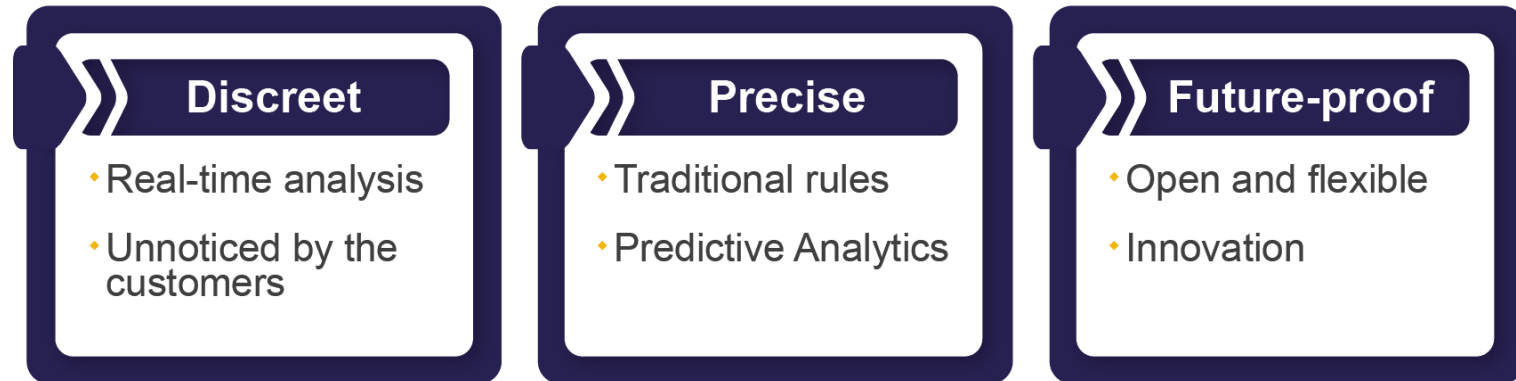 Discreet
Real-time analysis
Unnoticed by the
customers
Precise
Traditional rules
Predictive Analytics
Future-proof
Open and flexible
Innovation